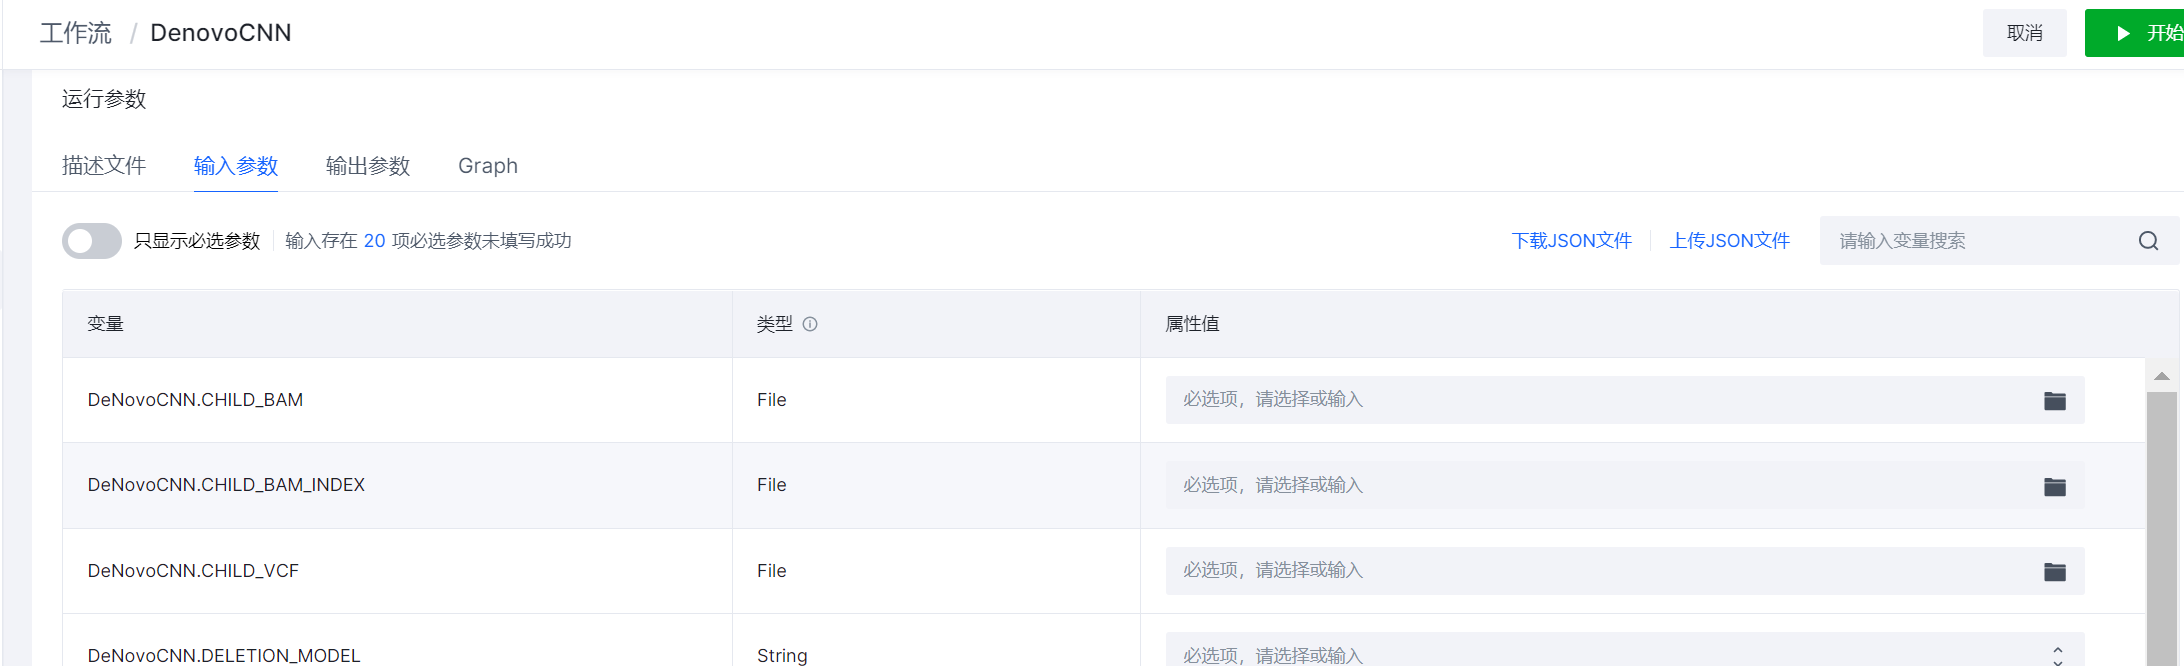 工作流 / DenovoCNN 取消 开始
运行参数
描述文件 输入参数 输出参数 Graph
只显示必选参数 输入存在 20 项必选参数未填写成功 下载JSON文件 上传JSON文件 请输入变量搜索
变量 类型 属性值
DeNovoCNN.CHILD_BAM File 必选项，请选择或输入
DeNovoCNN.CHILD_BAM_INDEX File 必选项，请选择或输入
DeNovoCNN.CHILD_VCF File 必选项，请选择或输入
DeNovoCNN.DELETION_MODEL String 必选项，请选择或输入